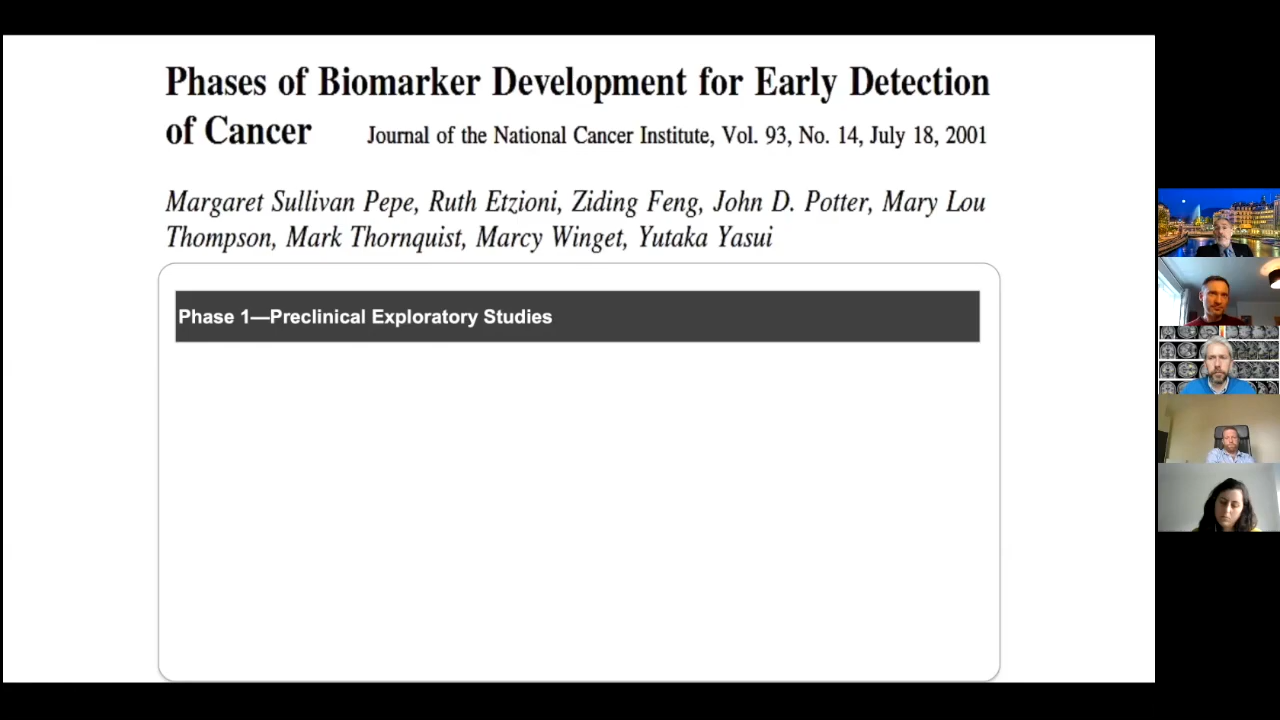 Phases of Biomarker Development for Early Detection
of Cancer Journal of the National Cancer Institute, Vol. 93, No. 14, July 18, 2001
Margaret Sullivan Pepe, Ruth Etzioni, Ziding Feng, John D. Potter, Mary Lou
Thompson, Mark Thornquist, Marcy Winget, Yutaka Yasui
Phase 1—Preclinical Exploratory Studies